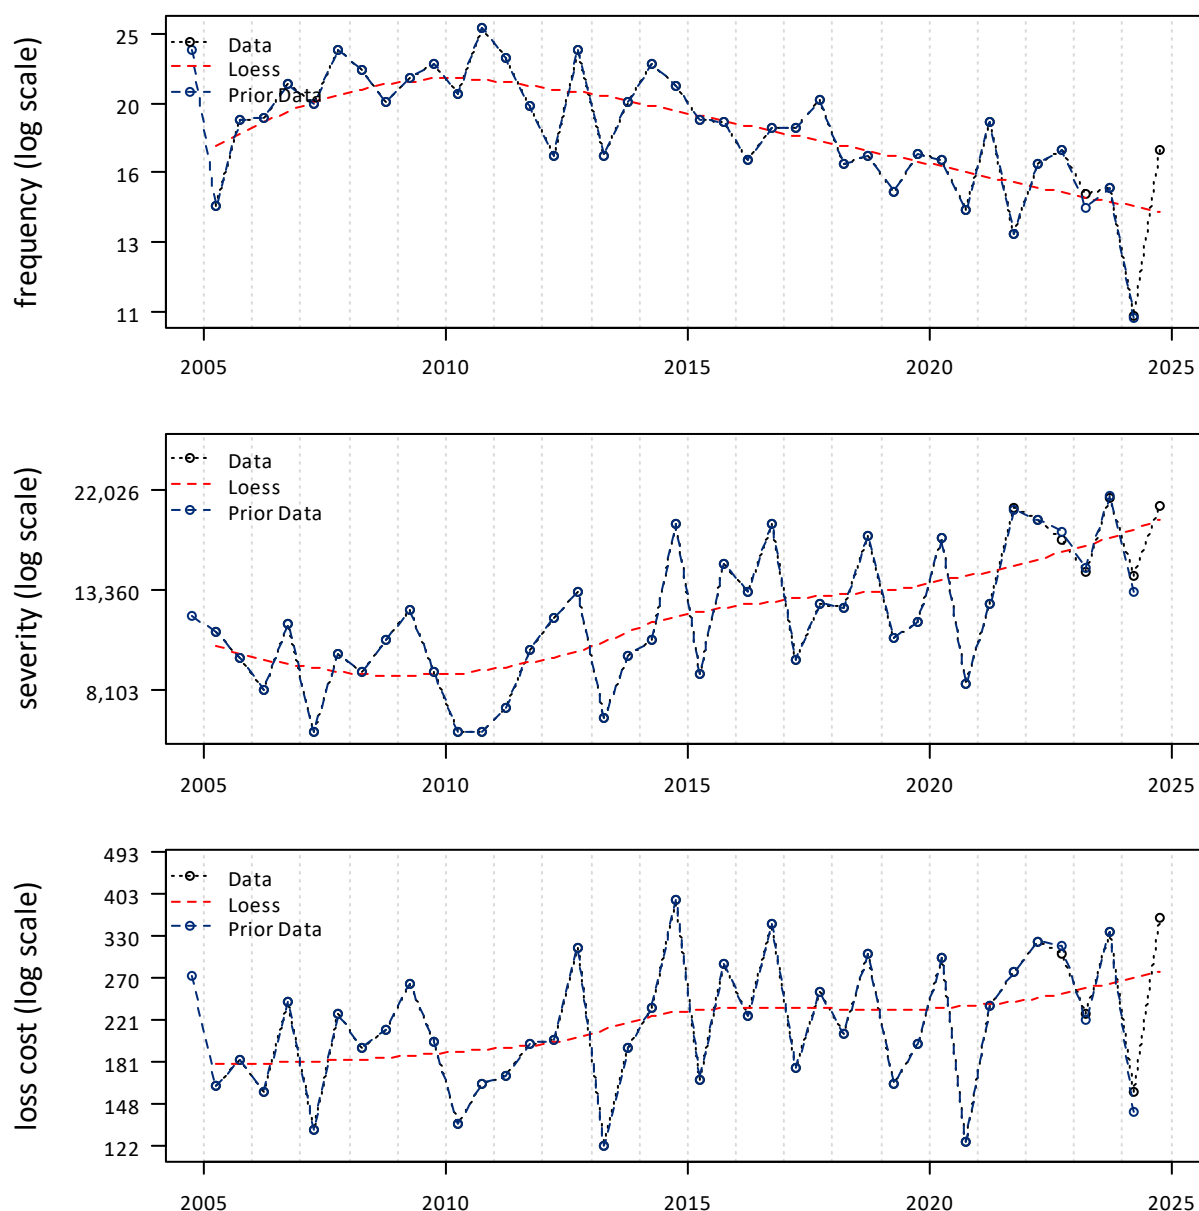 frequency (log scale)
25
20
16
13
11
Data
Loess
Prior Data
2005 2010 2015 2020 2025
severity (log scale)
22,026
13,360
8,103
Data
Loess
Prior Data
2005 2010 2015 2020 2025
loss cost (log scale)
493
403
330
270
221
181
148
122
Data
Loess
Prior Data
2005 2010 2015 2020 2025